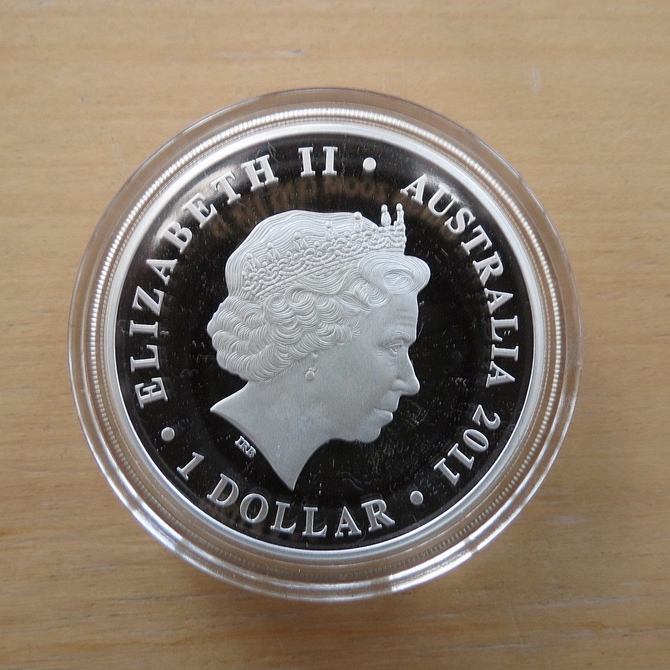 ELIZABETH II • AUSTRALIA 2011 • 1 DOLLAR •
IRB